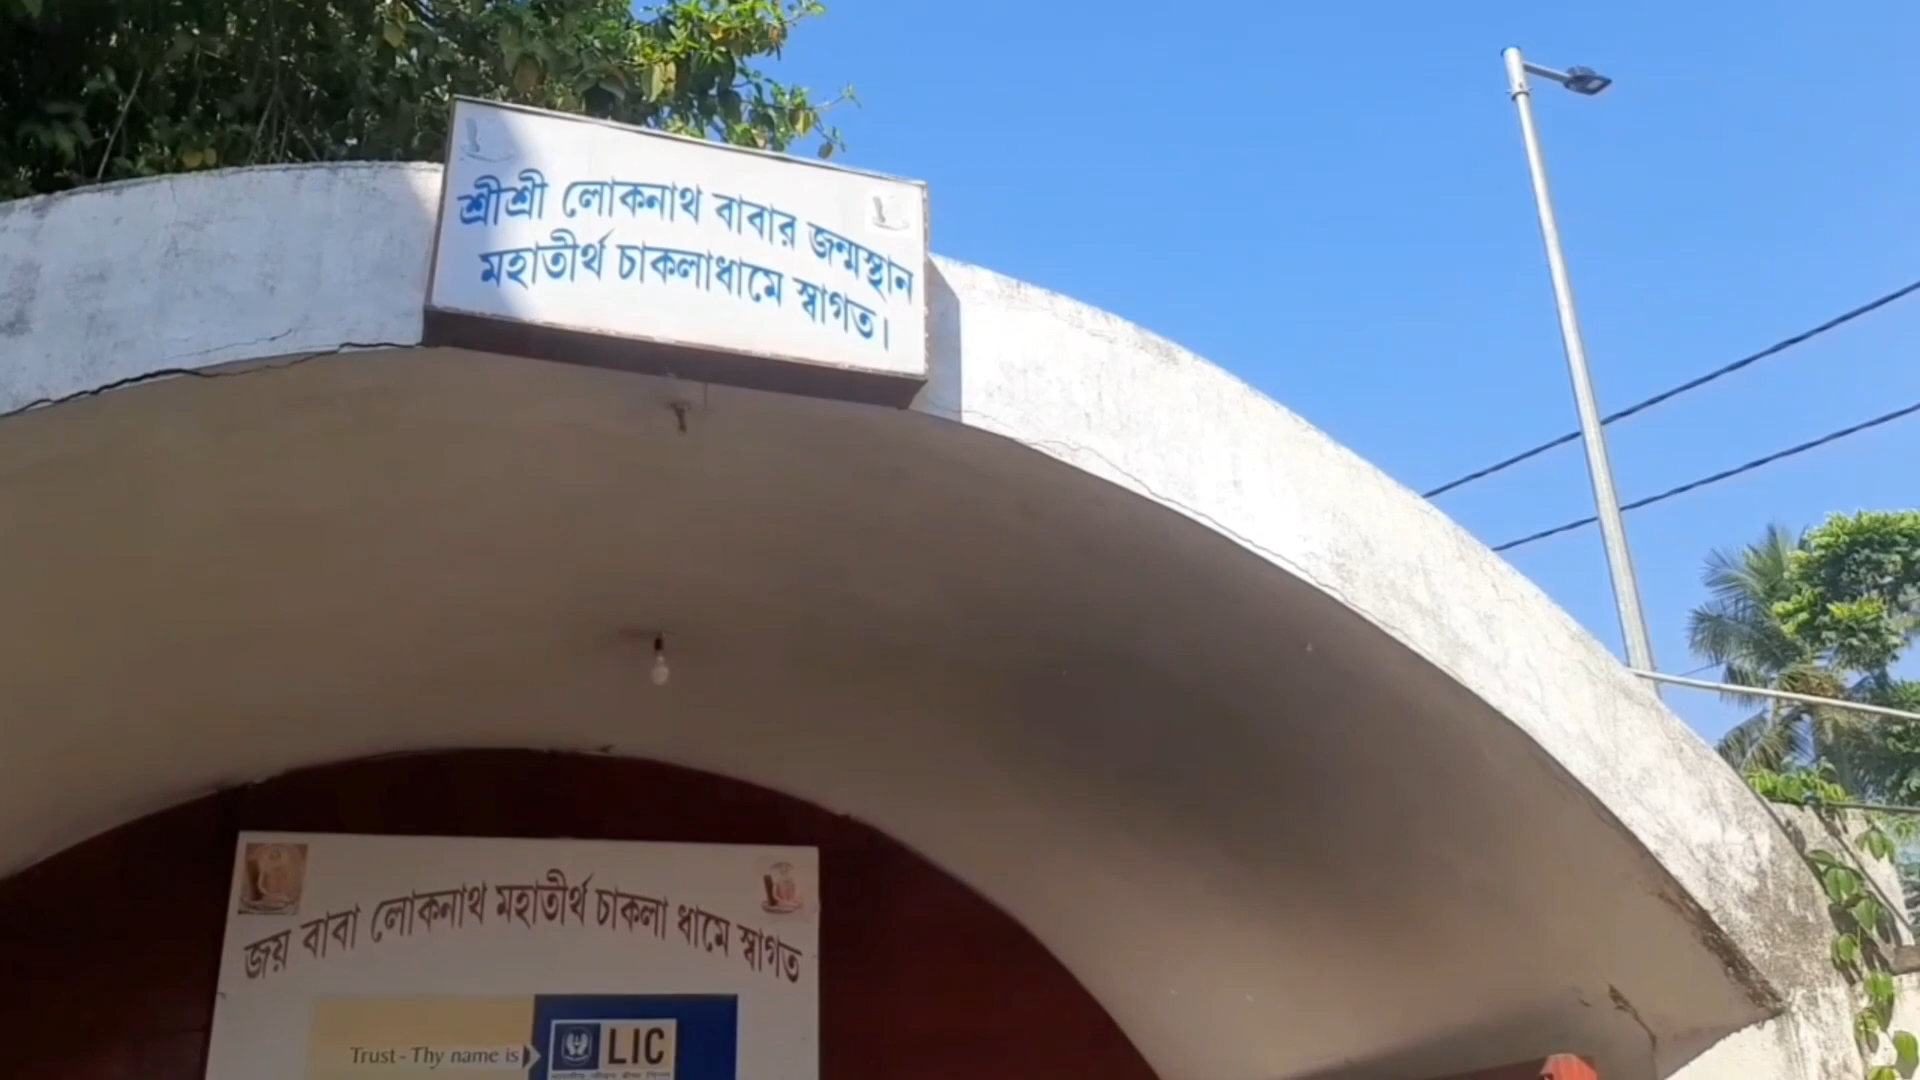 শ্রীশ্রী লোকনাথ বাবার জন্মস্থান
মহাতীর্থ চাকলাধামে স্বাগত।
জয় বাবা লোকনাথ মহাতীর্থ চাকলা ধামে স্বাগত
Trust - Thy name is
LIC